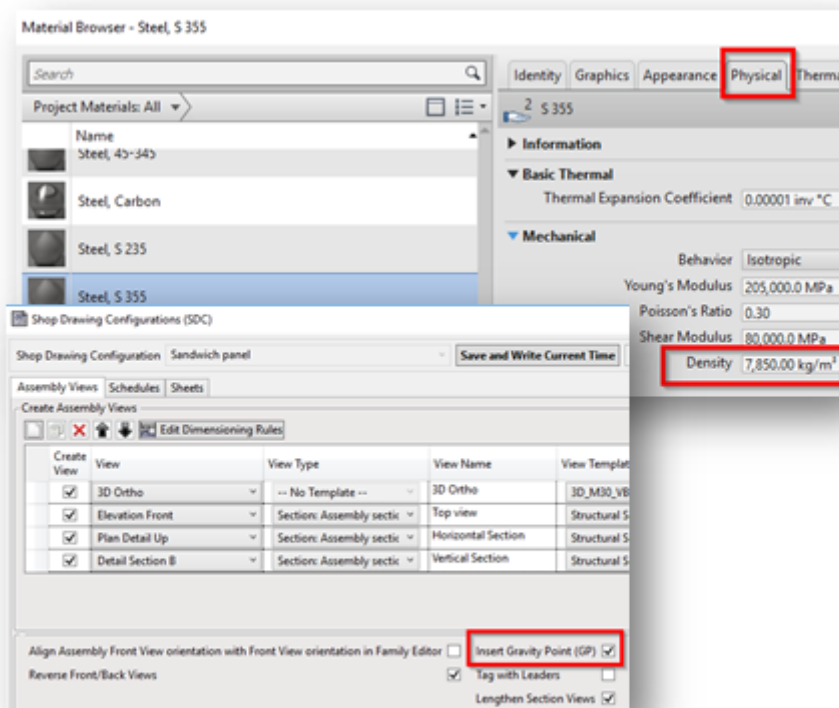 Material Browser - Steel, S 355
Search
Identity Graphics Appearance Physical
Project Materials: All
2 S 355
Name
Information
Steel, 45-345
Basic Thermal
Steel, Carbon
Thermal Expansion Coefficient 0.00001 inv °C
Mechanical
Steel, S 235
Behavior Isotropic
Steel, S 355
Young's Modulus 205,000.0 MPa
Poisson's Ratio 0.30
Shear Modulus 80,000.0 MPa
Density 7,850.00 kg/m³
Shop Drawing Configurations (SDC)
Shop Drawing Configuration Sandwich panel Save and Write Current Time
Assembly Views Schedules Sheets
Create Assembly Views
Edit Dimensioning Rules
Create View View View Type View Name View
3D Ortho -- No Template -- 3D Ortho 3D_M30_VB
Elevation Front Section: Assembly sectic Top view Structural S
Plan Detail Up Section: Assembly sectic Horizontal Section Structural S
Detail Section B Section: Assembly sectic Vertical Section Structural S
Align Assembly Front View orientation with Front View orientation in Family Editor Insert Gravity Point (GP)
Reverse Front/Back Views Tag with Leaders
Lengthen Section Views